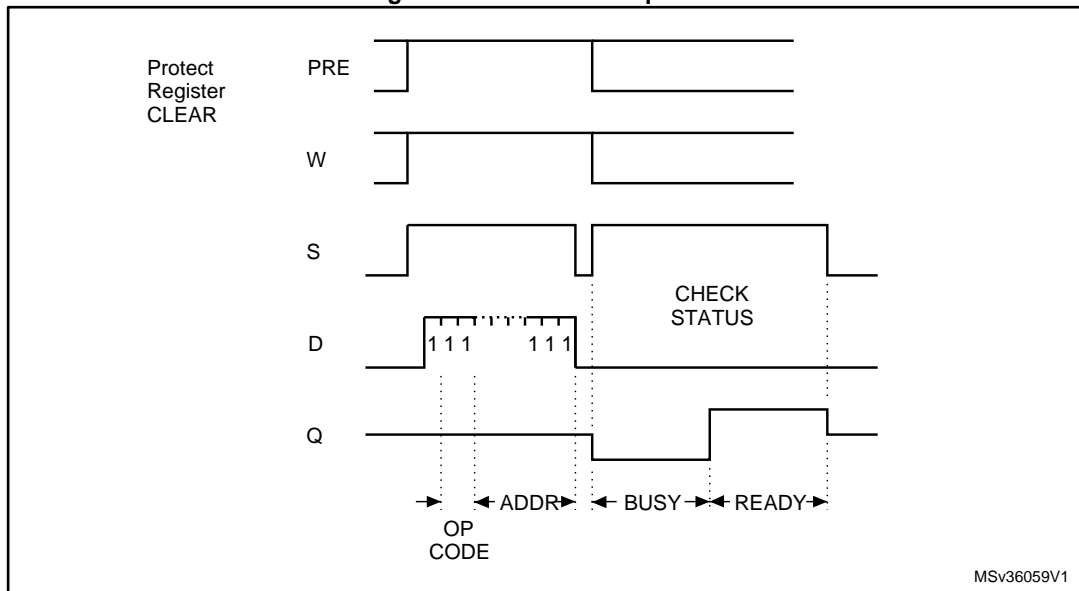 Protect
Register
CLEAR
PRE
W
S
CHECK
STATUS
D
1 1 1 1 1 1
Q
ADDR BUSY READY
OP
CODE
MSv36059V1